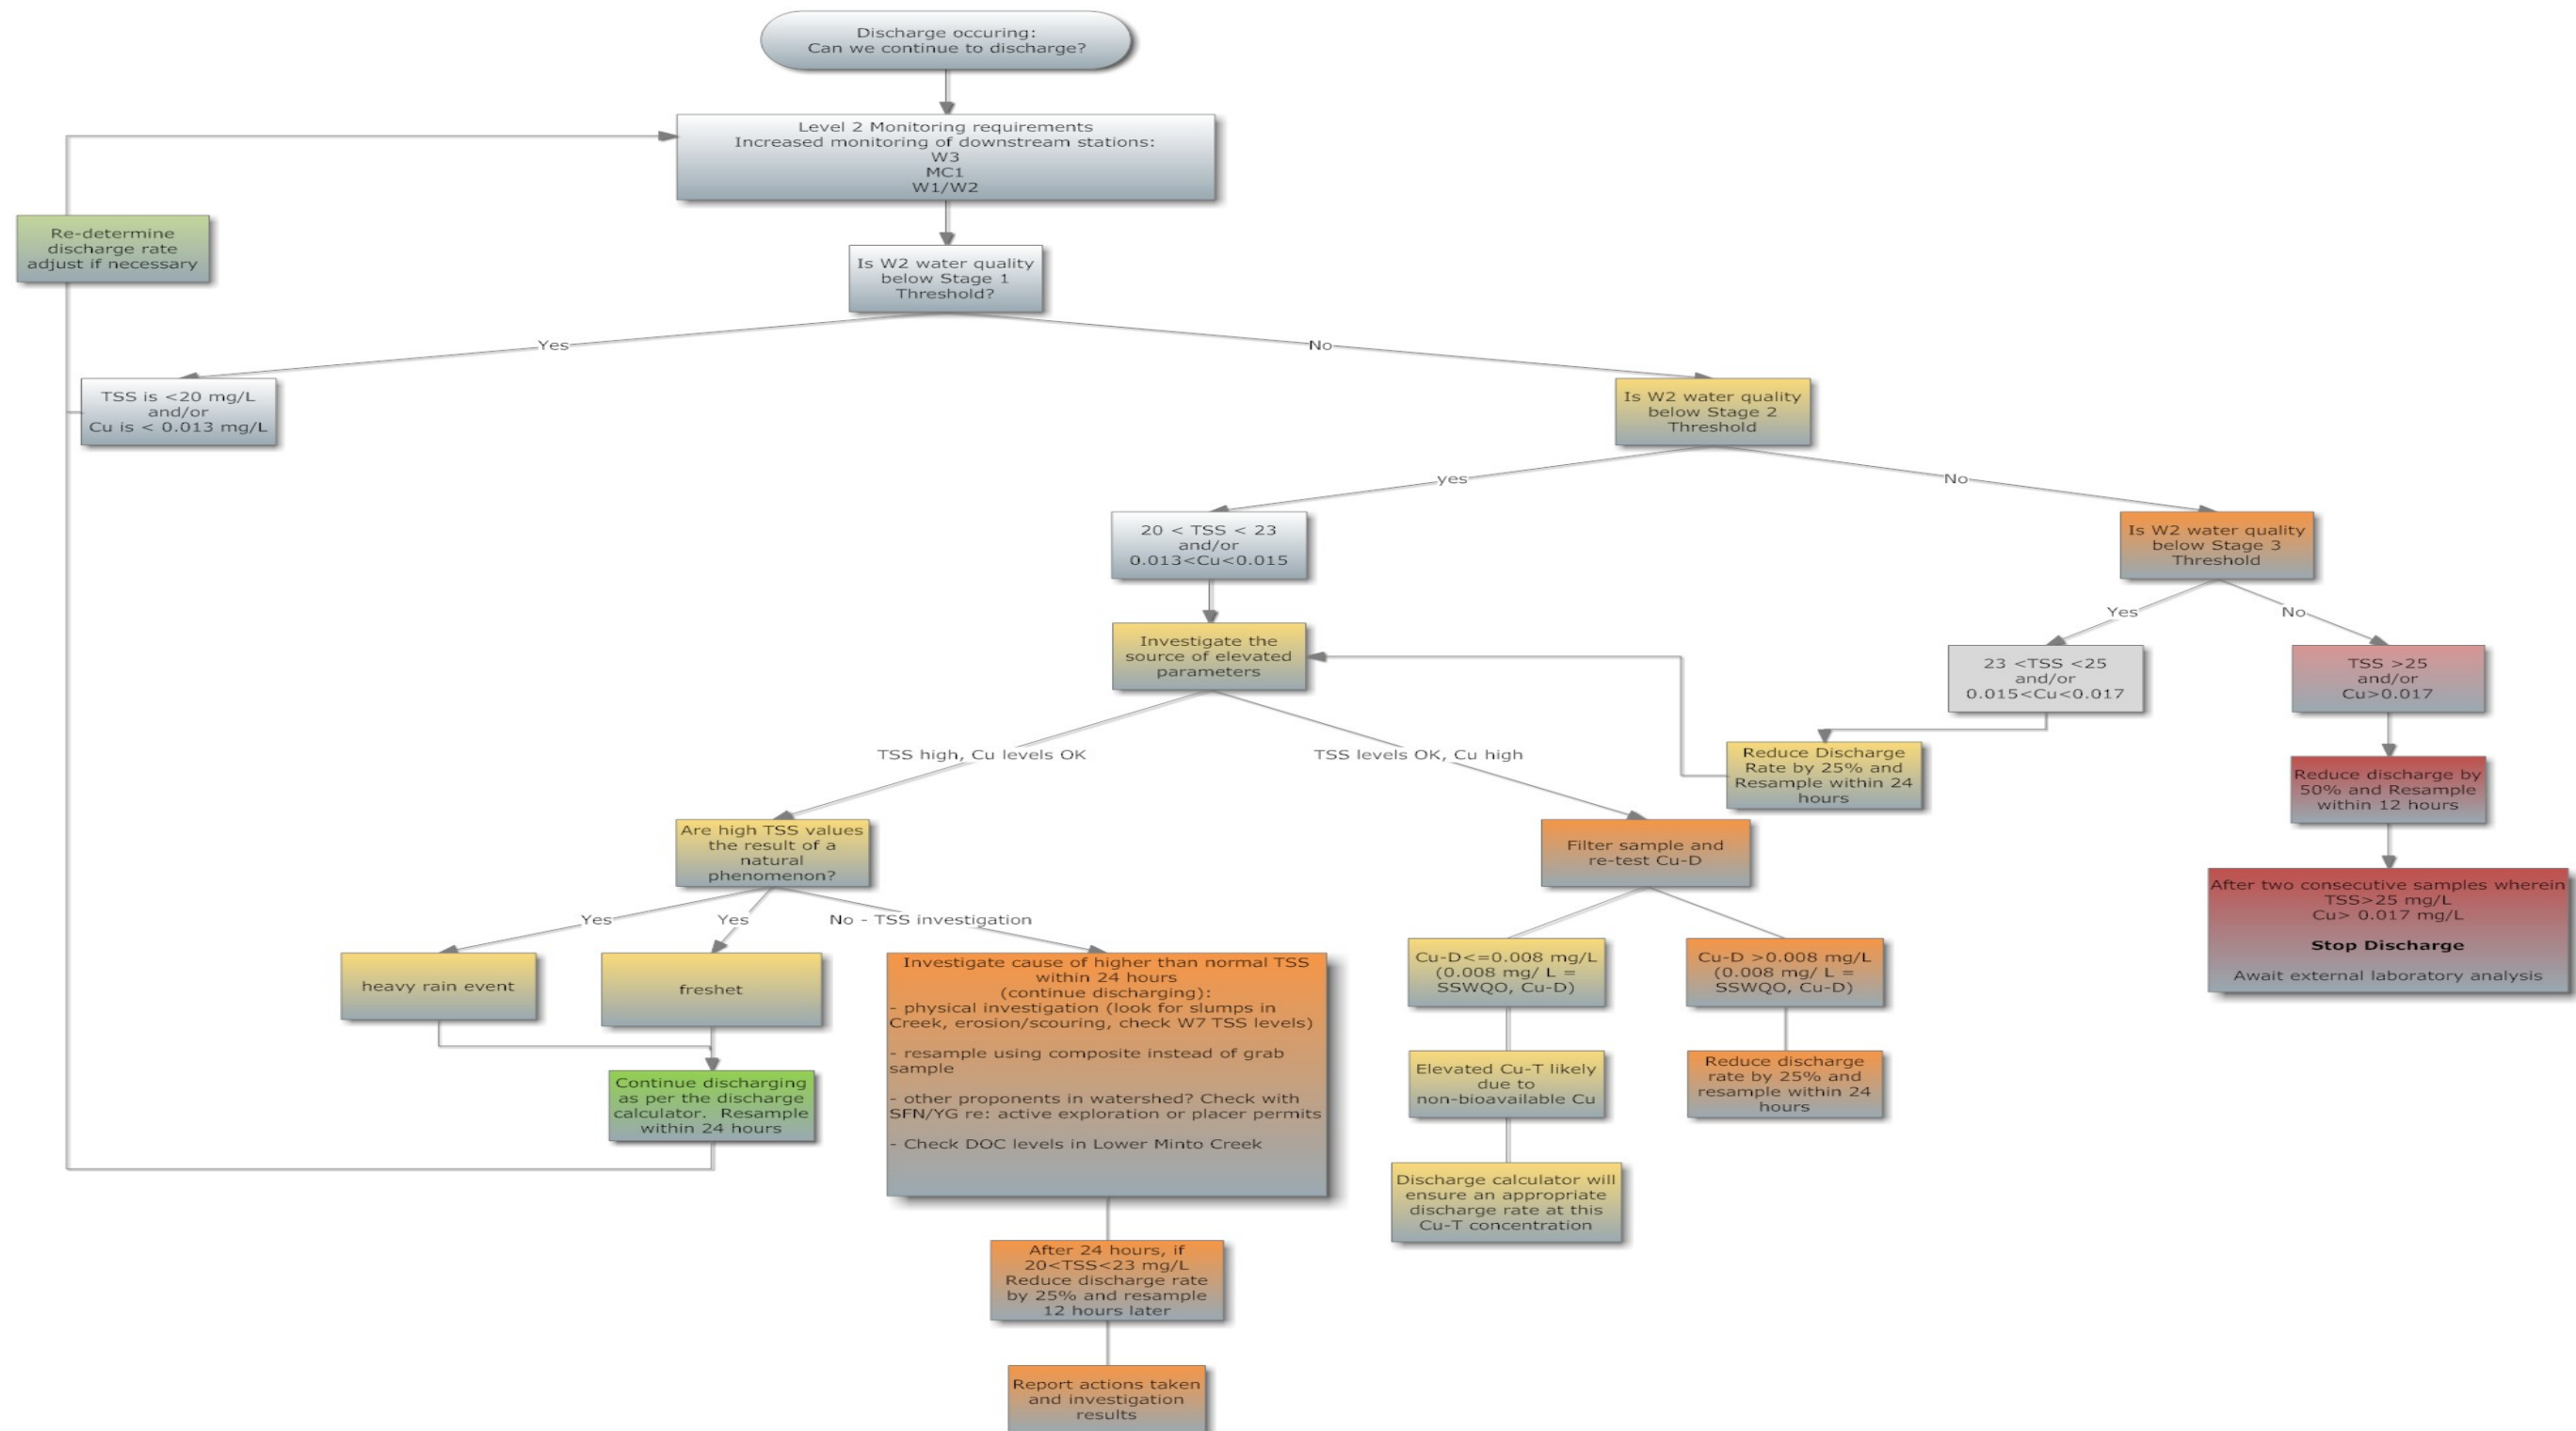 Discharge occuring:
Can we continue to discharge?
Level 2 Monitoring requirements
Increased monitoring of downstream stations:
W3
MC1
W1/W2
Re-determine
discharge rate
adjust if necessary
Is W2 water quality
below Stage 1
Threshold?
Yes
No
TSS is <20 mg/L
and/or
Cu is < 0.013 mg/L
Is W2 water quality
below Stage 2
Threshold
yes
No
20 < TSS < 23
and/or
0.013<Cu<0.015
Is W2 water quality
below Stage 3
Threshold
Yes
No
Investigate the
source of elevated
parameters
23 <TSS <25
and/or
0.015<Cu<0.017
TSS >25
and/or
Cu>0.017
TSS high, Cu levels OK
TSS levels OK, Cu high
Reduce Discharge
Rate by 25% and
Resample within 24
hours
Reduce discharge by
50% and Resample
within 12 hours
Are high TSS values
the result of a
natural
phenomenon?
Filter sample and
re-test Cu-D
After two consecutive samples wherein
TSS>25 mg/L
Cu> 0.017 mg/L
Stop Discharge
Await external laboratory analysis
Yes
Yes
No - TSS investigation
heavy rain event
freshet
Investigate cause of higher than normal TSS
within 24 hours
(continue discharging):
- physical investigation (look for slumps in
Creek, erosion/scouring, check W7 TSS levels)
- resample using composite instead of grab
sample
- other proponents in watershed? Check with
SFN/YG re: active exploration or placer permits
- Check DOC levels in Lower Minto Creek
Cu-D<=0.008 mg/L
(0.008 mg/ L =
SSWQO, Cu-D)
Cu-D >0.008 mg/L
(0.008 mg/ L =
SSWQO, Cu-D)
Continue discharging
as per the discharge
calculator. Resample
within 24 hours
Elevated Cu-T likely
due to
non-bioavailable Cu
Reduce discharge
rate by 25% and
resample within 24
hours
Discharge calculator will
ensure an appropriate
discharge rate at this
Cu-T concentration
After 24 hours, if
20<TSS<23 mg/L
Reduce discharge rate
by 25% and resample
12 hours later
Report actions taken
and investigation
results